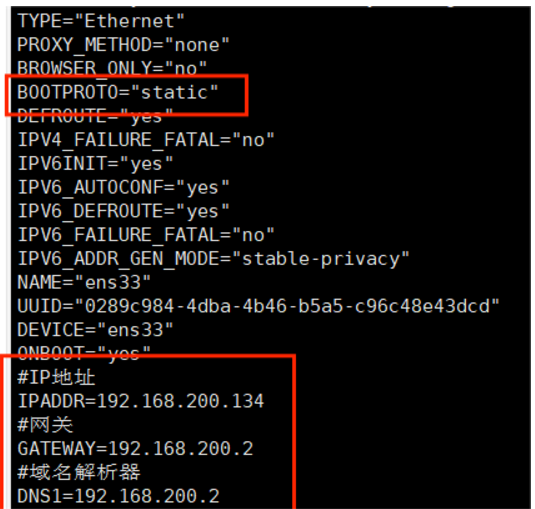 TYPE="Ethernet"
PROXY_METHOD="none"
BROWSER_ONLY="no"
BOOTPROTO="static"
DEFROUTE="yes"
IPV4_FAILURE_FATAL="no"
IPV6INIT="yes"
IPV6_AUTOCONF="yes"
IPV6_DEFROUTE="yes"
IPV6_FAILURE_FATAL="no"
IPV6_ADDR_GEN_MODE="stable-privacy"
NAME="ens33"
UUID="0289c984-4dba-4b46-b5a5-c96c48e43dcd"
DEVICE="ens33"
ONBOOT="yes"
#IP地址
IPADDR=192.168.200.134
#网关
GATEWAY=192.168.200.2
#域名解析器
DNS1=192.168.200.2